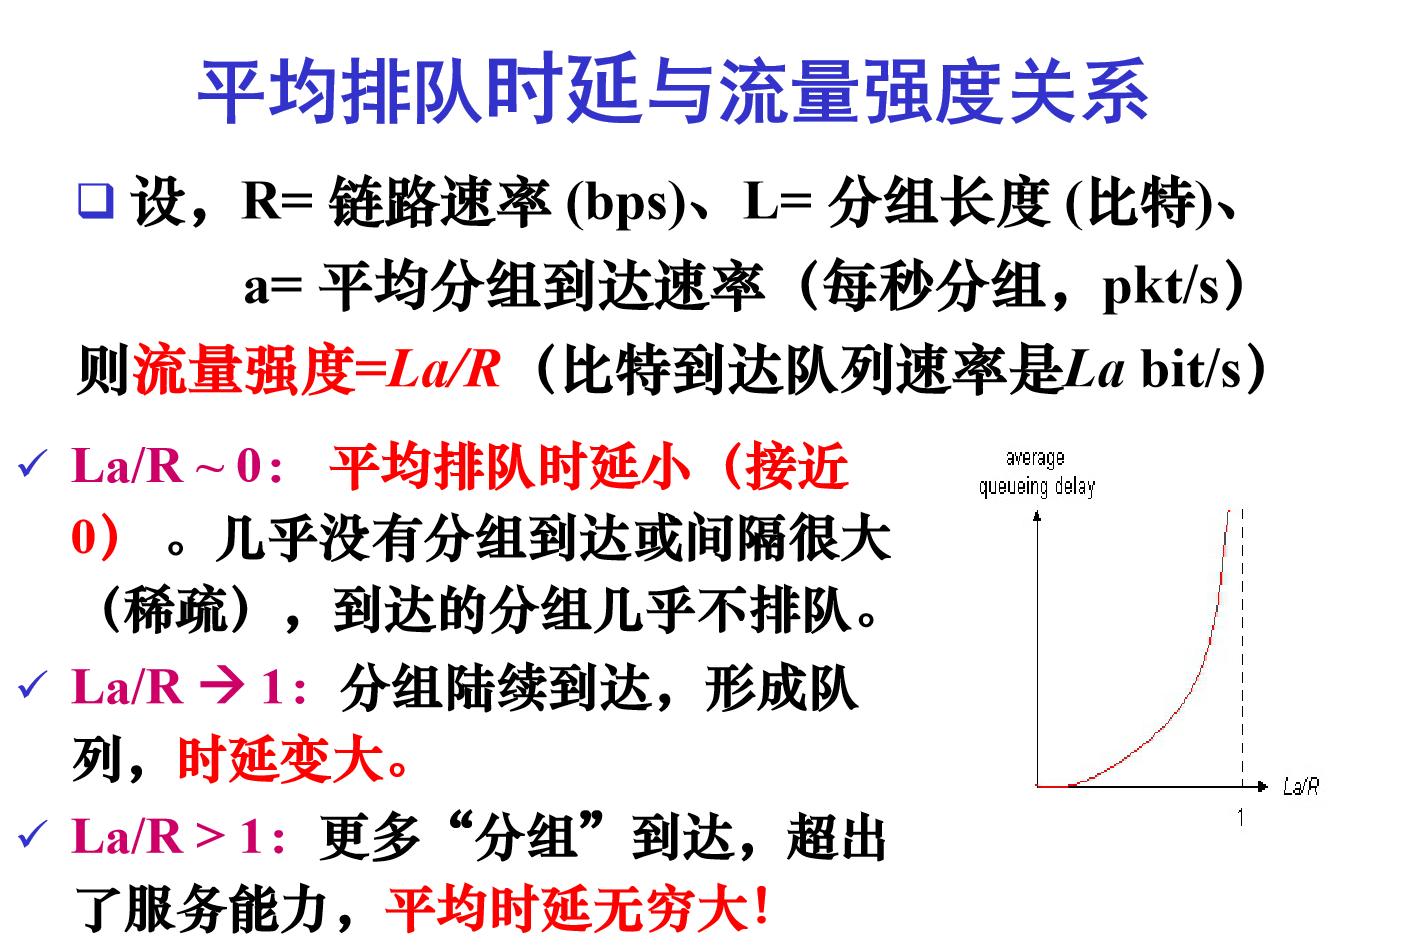 平均排队时延与流量强度关系
设，R= 链路速率 (bps)、L= 分组长度 (比特)、
a= 平均分组到达速率（每秒分组，pkt/s）
则流量强度=La/R（比特到达队列速率是La bit/s）
La/R ~ 0： 平均排队时延小（接近
0） 。几乎没有分组到达或间隔很大
（稀疏），到达的分组几乎不排队。
La/R → 1：分组陆续到达，形成队
列，时延变大。
La/R > 1：更多“分组”到达，超出
了服务能力，平均时延无穷大！
average
queueing delay
La/R
1